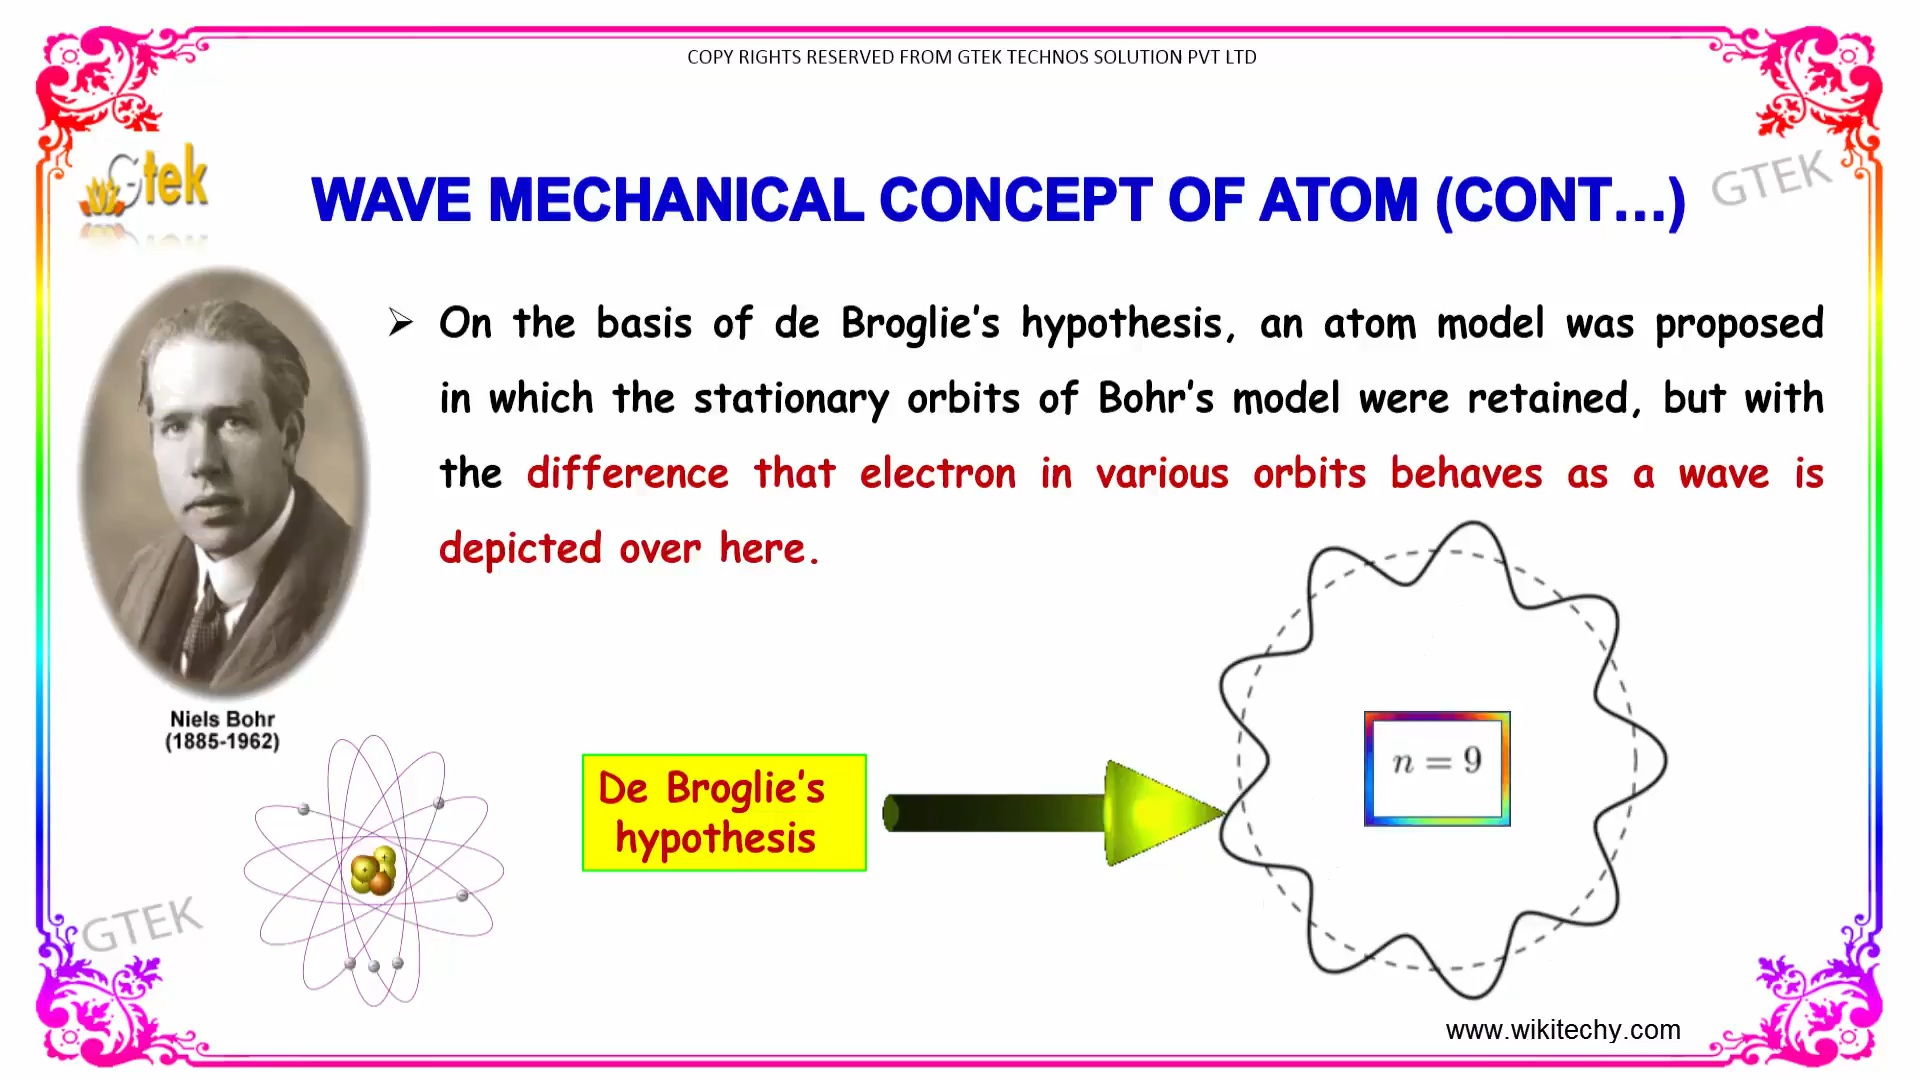 COPY RIGHTS RESERVED FROM GTEK TECHNOS SOLUTION PVT LTD
Gtek
GTEK
WAVE MECHANICAL CONCEPT OF ATOM (CONT...)
➢ On the basis of de Broglie's hypothesis, an atom model was proposed
in which the stationary orbits of Bohr's model were retained, but with
the difference that electron in various orbits behaves as a wave is
depicted over here.
Niels Bohr
(1885-1962)
De Broglie's
hypothesis
n = 9
GTEK
www.wikitechy.com